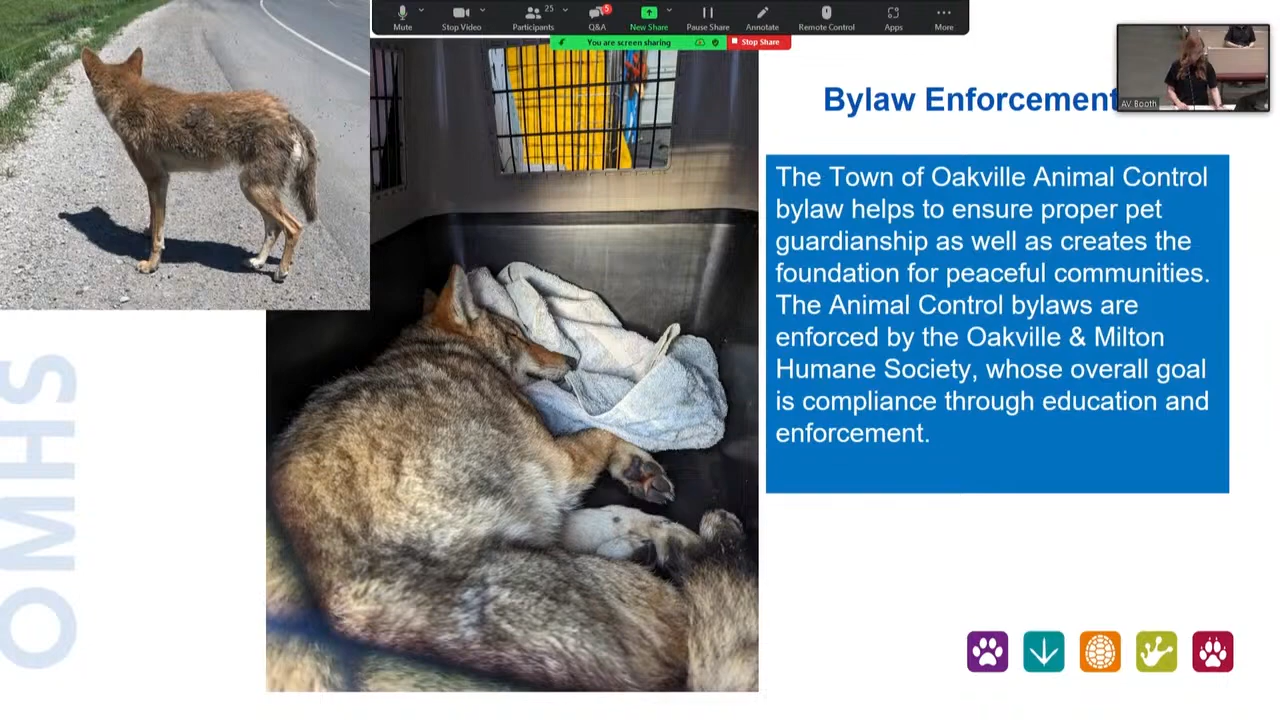 Mute
Stop Video
Participants
25
Q&A
5
New Share
Pause Share
Annotate
Remote Control
Apps
More
You are screen sharing
Stop Share
AV Booth
Bylaw Enforcement
The Town of Oakville Animal Control
bylaw helps to ensure proper pet
guardianship as well as creates the
foundation for peaceful communities.
The Animal Control bylaws are
enforced by the Oakville & Milton
Humane Society, whose overall goal
is compliance through education and
enforcement.
OMHS